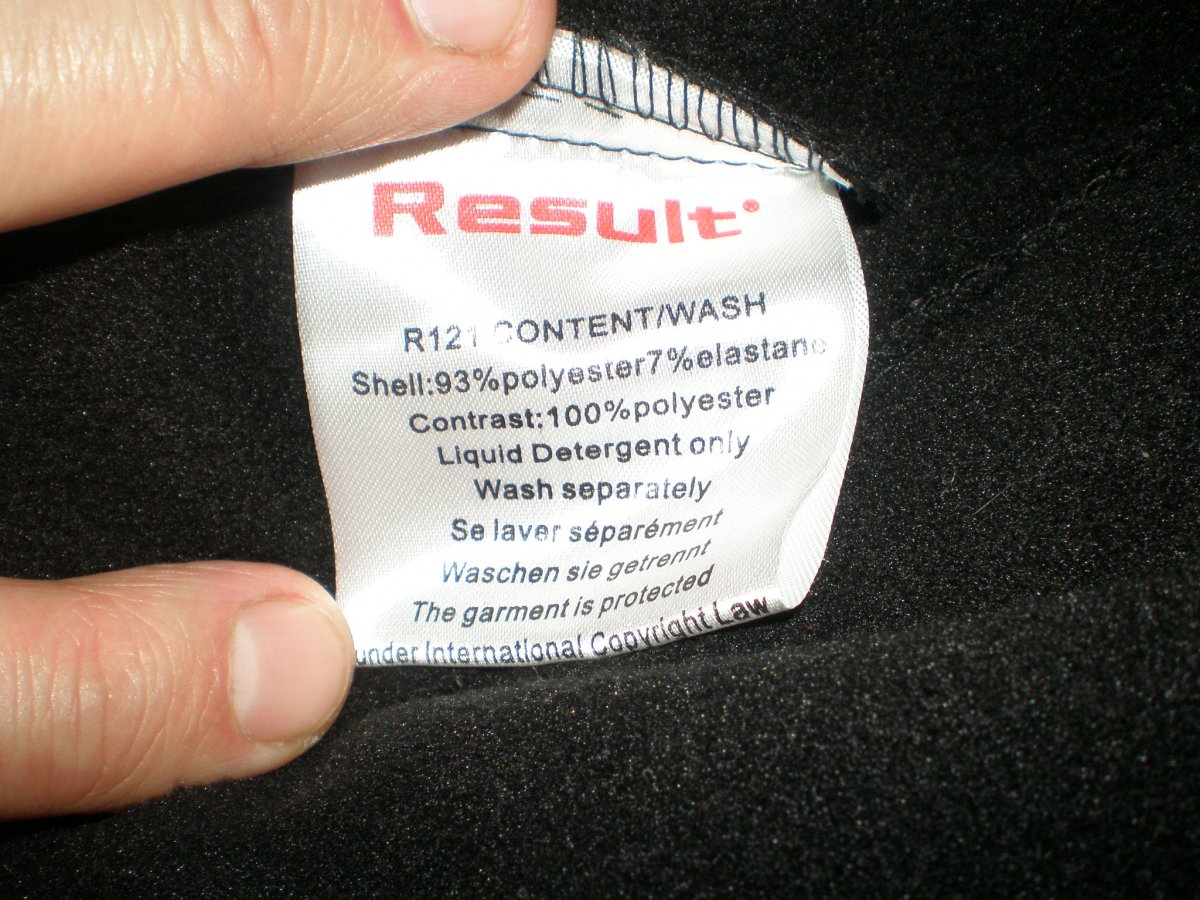 Result
R121 CONTENT/WASH
Shell:93%polyester7%elastane
Contrast:100%polyester
Liquid Detergent only
Wash separately
Se laver séparément
Waschen sie getrennt
The garment is protected
under International Copyright Law